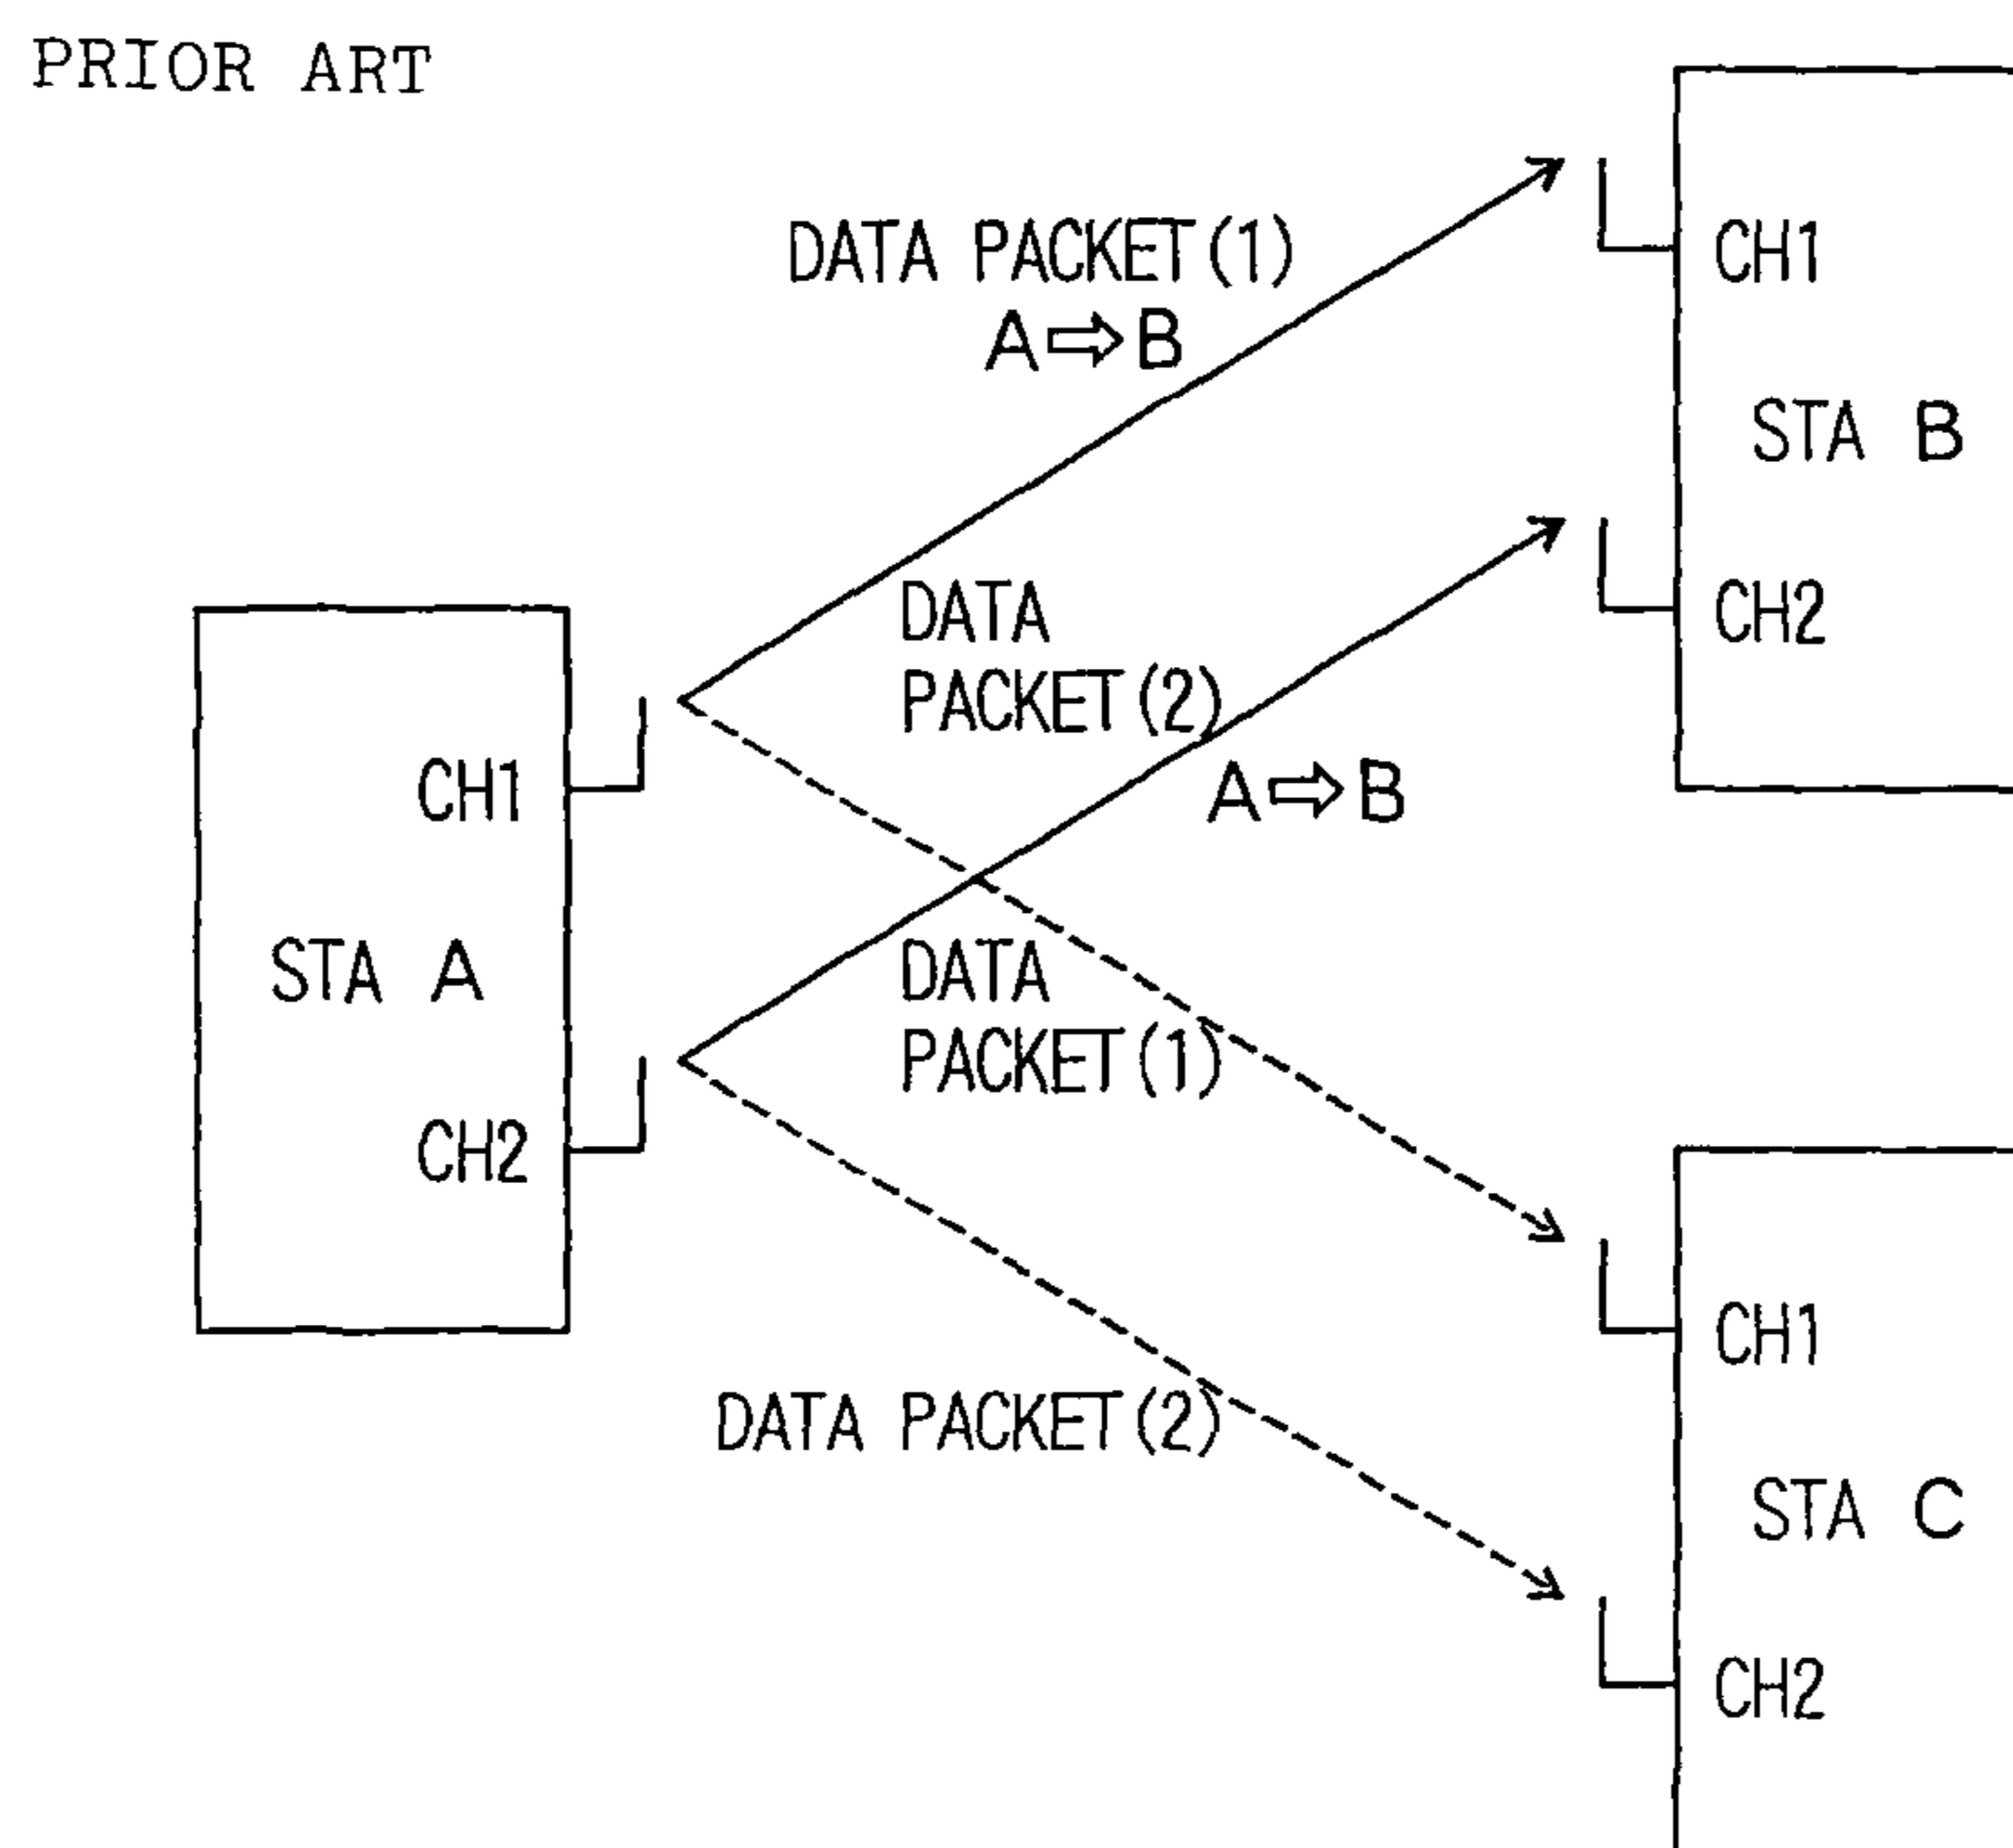 PRIOR ART
DATA PACKET(1)
A⇨B
CH1
STA B
CH2
DATA
PACKET(2)
A⇨B
CH1
STA A
CH2
DATA
PACKET(1)
DATA PACKET(2)
CH1
STA C
CH2